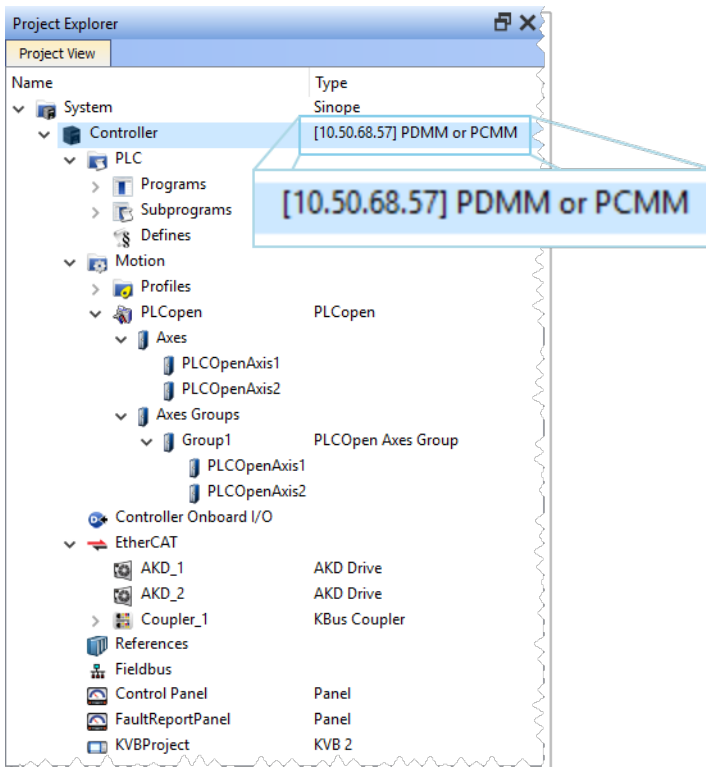 Project Explorer
Project View
Name Type
System Sinope
Controller [10.50.68.57] PDMM or PCMM
PLC
[10.50.68.57] PDMM or PCMM
Programs
Subprograms
Defines
Motion
Profiles
PLCopen PLCopen
Axes
PLCOpenAxis1
PLCOpenAxis2
Axes Groups
Group1 PLCOpen Axes Group
PLCOpenAxis1
PLCOpenAxis2
Controller Onboard I/O
EtherCAT
AKD_1 AKD Drive
AKD_2 AKD Drive
Coupler_1 KBus Coupler
References
Fieldbus
Control Panel Panel
FaultReportPanel Panel
KVBProject KVB 2